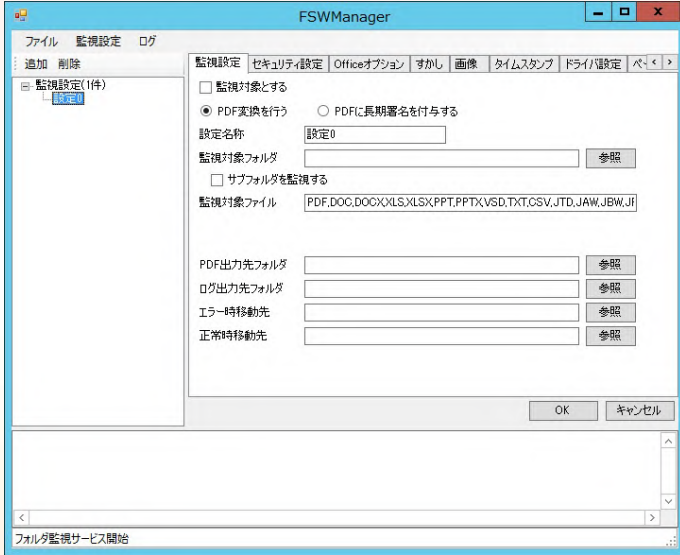 FSWManager
ファイル 監視設定 ログ
追加 削除
監視設定(1件)
設定0
監視設定 セキュリティ設定 Officeオプション すかし 画像 タイムスタンプ ドライバ設定
監視対象とする
PDF変換を行う PDFに長期署名を付与する
設定名称 設定0
監視対象フォルダ 参照
サブフォルダを監視する
監視対象ファイル PDF,DOC,DOCX,XLS,XLSX,PPT,PPTX,VSD,TXT,CSV,JTD,JAW,JBW,
PDF出力先フォルダ 参照
ログ出力先フォルダ 参照
エラー時移動先 参照
正常時移動先 参照
OK キャンセル
フォルダ監視サービス開始